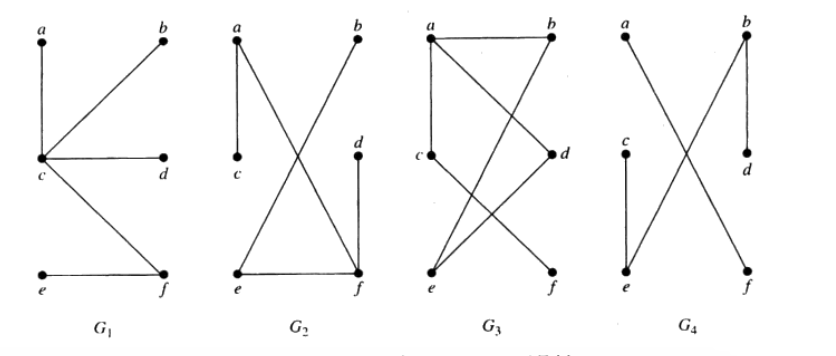 a b a b a b a b
c d c d c d c d
e f e f e f e f
G1 G2 G3 G4